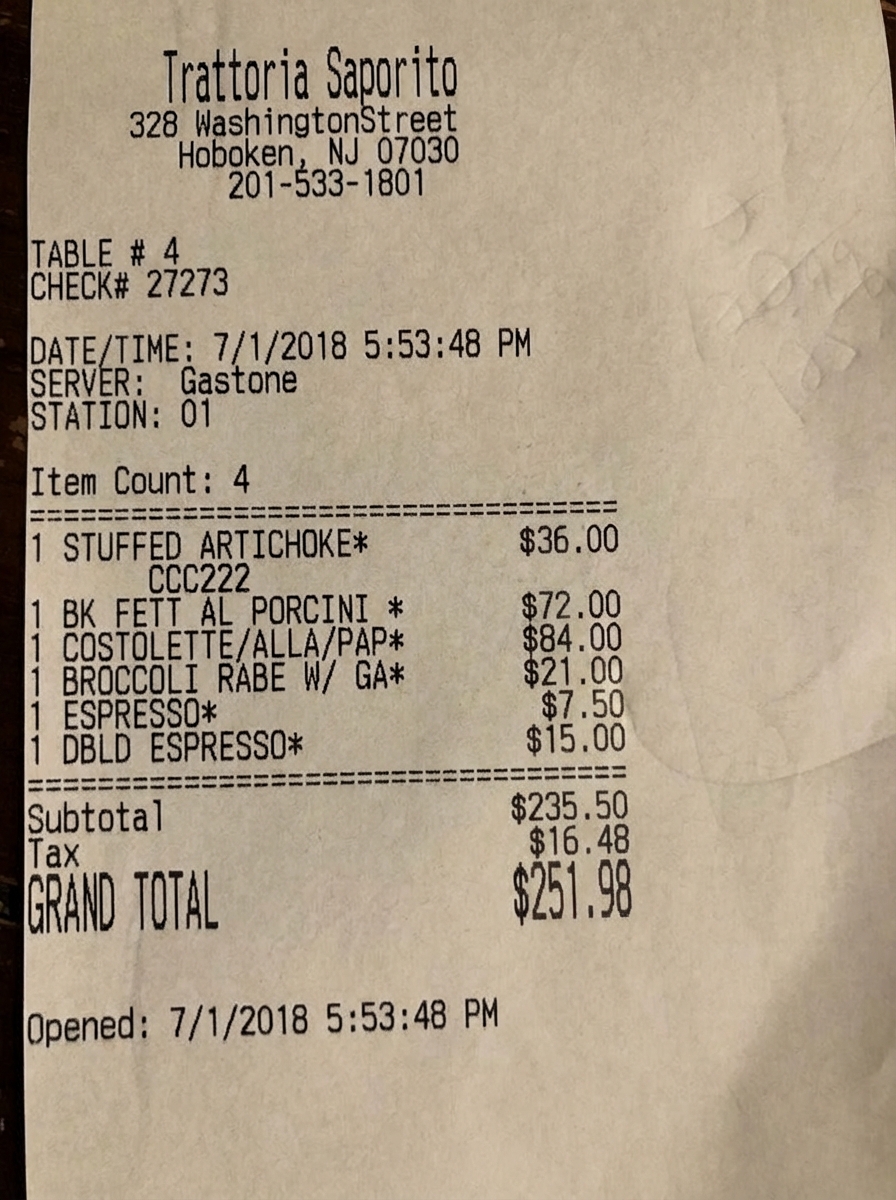 Trattoria Saporito
328 WashingtonStreet
Hoboken, NJ 07030
201-533-1801
TABLE # 4
CHECK# 27273
DATE/TIME: 7/1/2018 5:53:48 PM
SERVER: Gastone
STATION: 01
Item Count: 4
==================================
1 STUFFED ARTICHOKE* $36.00
CCC222
1 BK FETT AL PORCINI * $72.00
1 COSTOLETTE/ALLA/PAP* $84.00
1 BROCCOLI RABE W/ GA* $21.00
1 ESPRESSO* $7.50
1 DBLD ESPRESSO* $15.00
==================================
Subtotal $235.50
Tax $16.48
GRAND TOTAL $251.98
Opened: 7/1/2018 5:53:48 PM